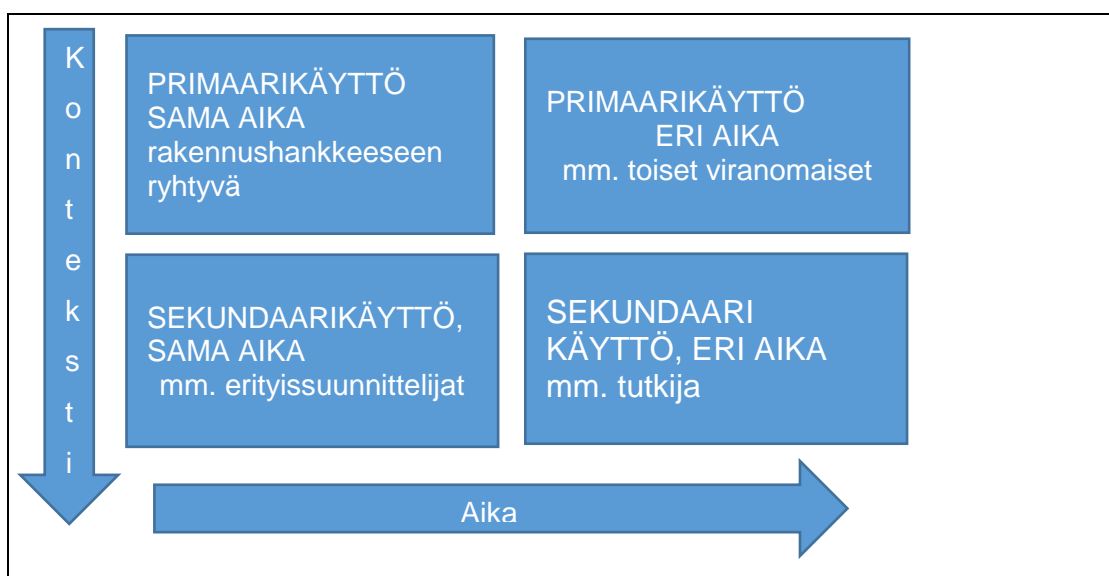 Konteksti
PRIMAARIKÄYTTÖ
SAMA AIKA
rakennushankkeeseen
ryhtyvä
PRIMAARIKÄYTTÖ
ERI AIKA
mm. toiset viranomaiset
SEKUNDAARIKÄYTTÖ,
SAMA AIKA
mm. erityissuunnittelijat
SEKUNDAARI
KÄYTTÖ, ERI AIKA
mm. tutkija
Aika